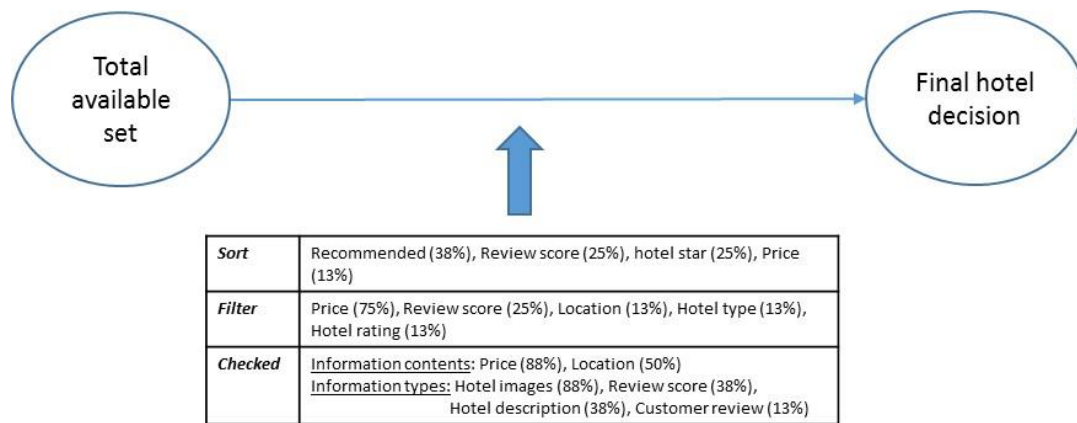 Total
available
set
Final hotel
decision
Sort
Recommended (38%), Review score (25%), hotel star (25%), Price
(13%)
Filter
Price (75%), Review score (25%), Location (13%), Hotel type (13%),
Hotel rating (13%)
Checked
Information contents: Price (88%), Location (50%)
Information types: Hotel images (88%), Review score (38%),
Hotel description (38%), Customer review (13%)